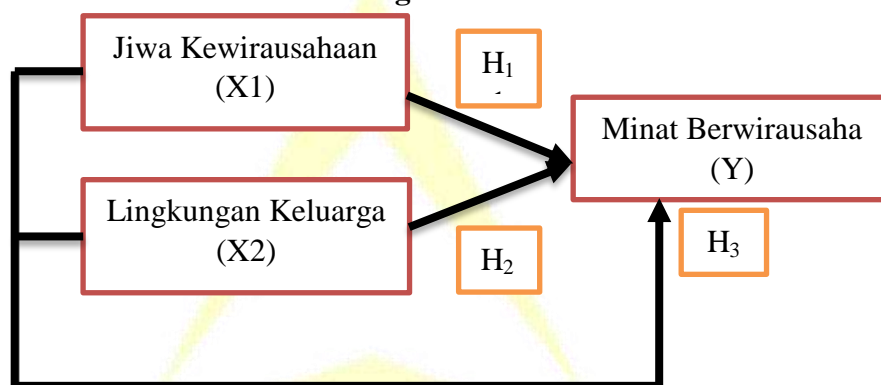 Jiwa Kewirausahaan
(X1)
H₁
Minat Berwirausaha
(Y)
Lingkungan Keluarga
(X2)
H₂
H₃